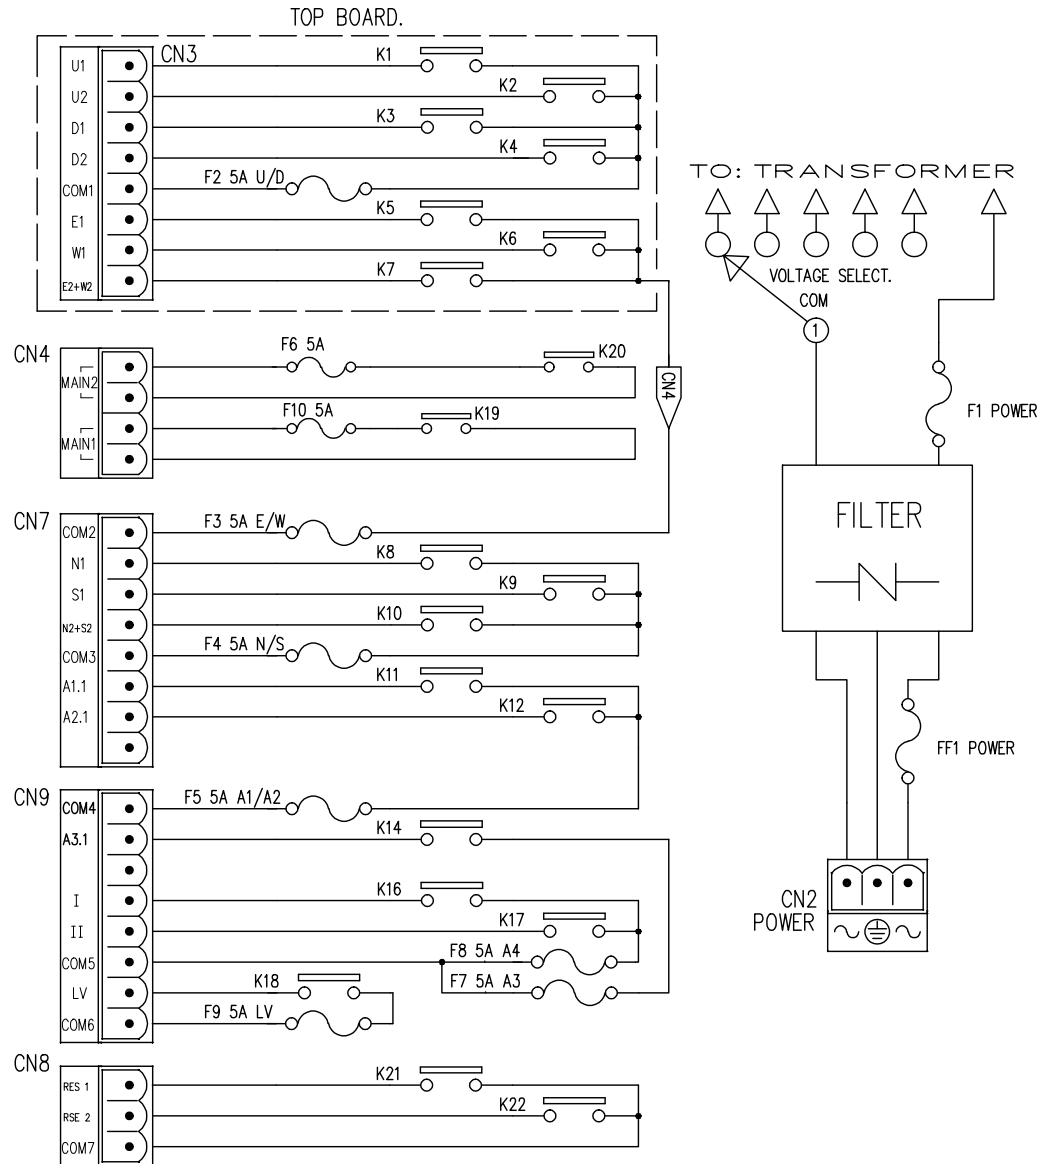 TOP BOARD.
CN3
U1
K1
U2
K2
D1
K3
D2
K4
COM1
F2 5A U/D
E1
K5
W1
K6
E2+W2
K7
TO: TRANSFORMER
VOLTAGE SELECT.
COM
1
F1 POWER
FILTER
FF1 POWER
CN2
POWER
CN4
MAIN2
F6 5A
K20
MAIN1
F10 5A
K19
CN4
CN7
COM2
F3 5A E/W
N1
K8
S1
K9
N2+S2
K10
COM3
F4 5A N/S
A1.1
K11
A2.1
K12
CN9
COM4
F5 5A A1/A2
A3.1
K14
I
K16
II
K17
COM5
F8 5A A4
F7 5A A3
LV
K18
COM6
F9 5A LV
CN8
RES 1
K21
RSE 2
K22
COM7